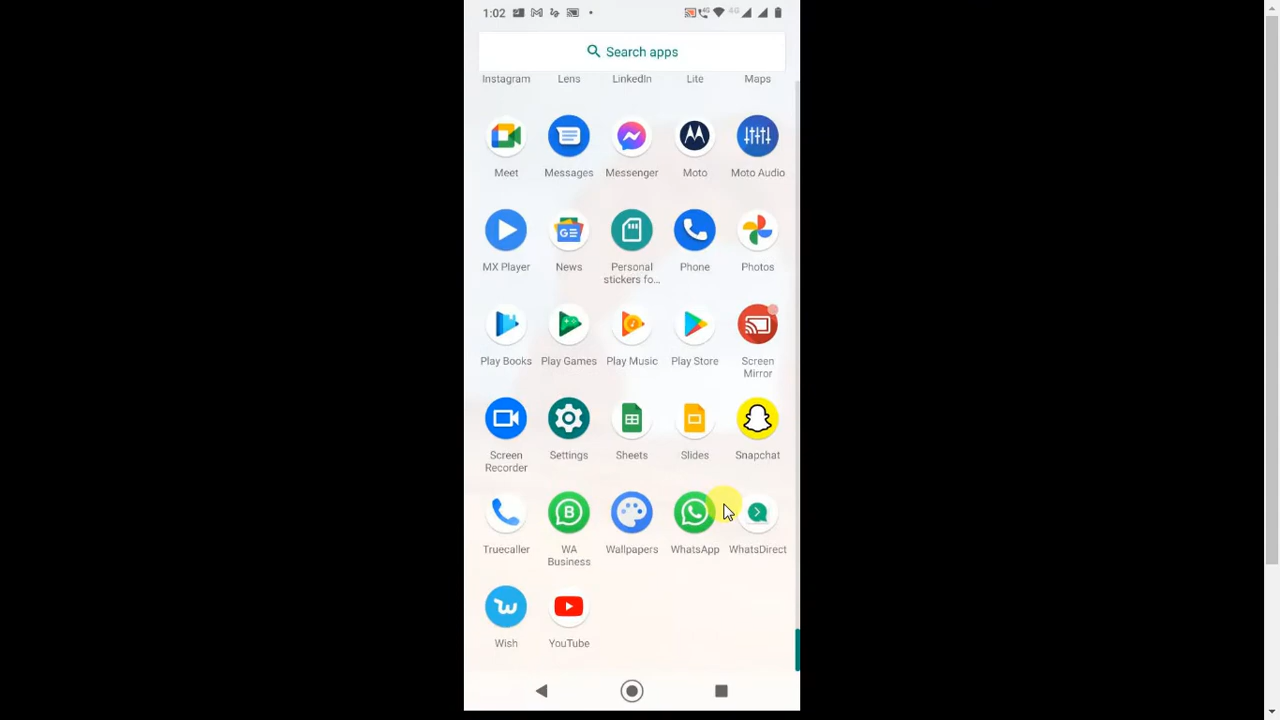 1:02
4G 4G
Search apps
Instagram Lens LinkedIn Lite Maps
Meet Messages Messenger Moto Moto Audio
MX Player News Personal stickers fo... Phone Photos
Play Books Play Games Play Music Play Store Screen Mirror
Screen Recorder Settings Sheets Slides Snapchat
Truecaller WA Business Wallpapers WhatsApp WhatsDirect
Wish YouTube